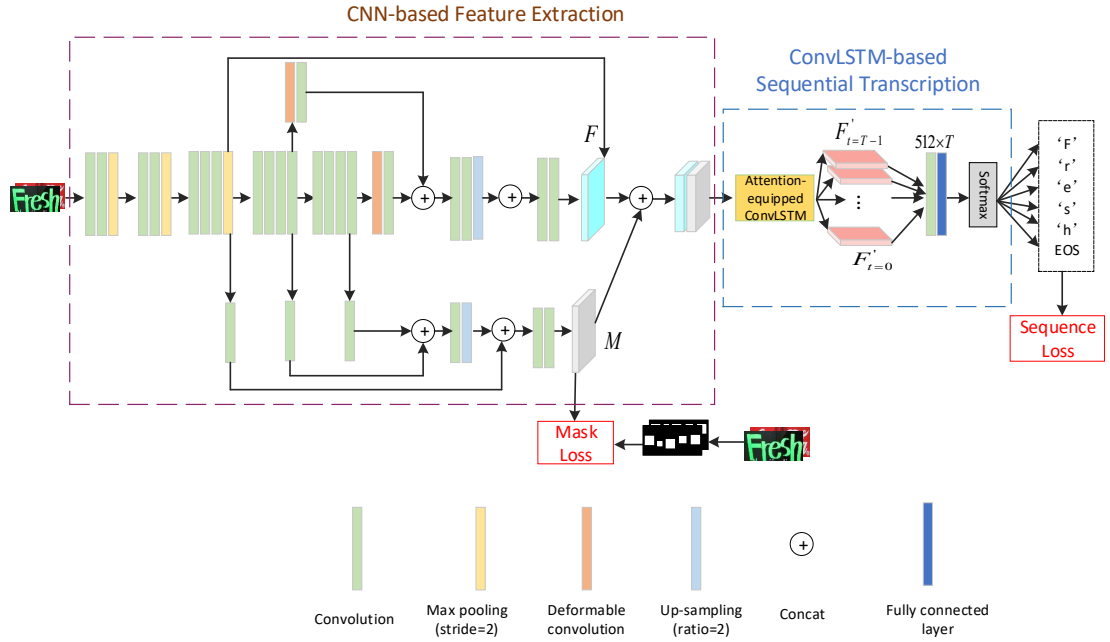 CNN-based Feature Extraction
ConvLSTM-based
Sequential Transcription
Fresh
F
M
Attention-
equipped
ConvLSTM
F't=T−1
⋮
F't=0
512×T
Softmax
‘F’
‘r’
‘e’
‘s’
‘h’
EOS
Sequence
Loss
Mask
Loss
Fresh
Convolution
Max pooling
(stride=2)
Deformable
convolution
Up-sampling
(ratio=2)
Concat
Fully connected
layer